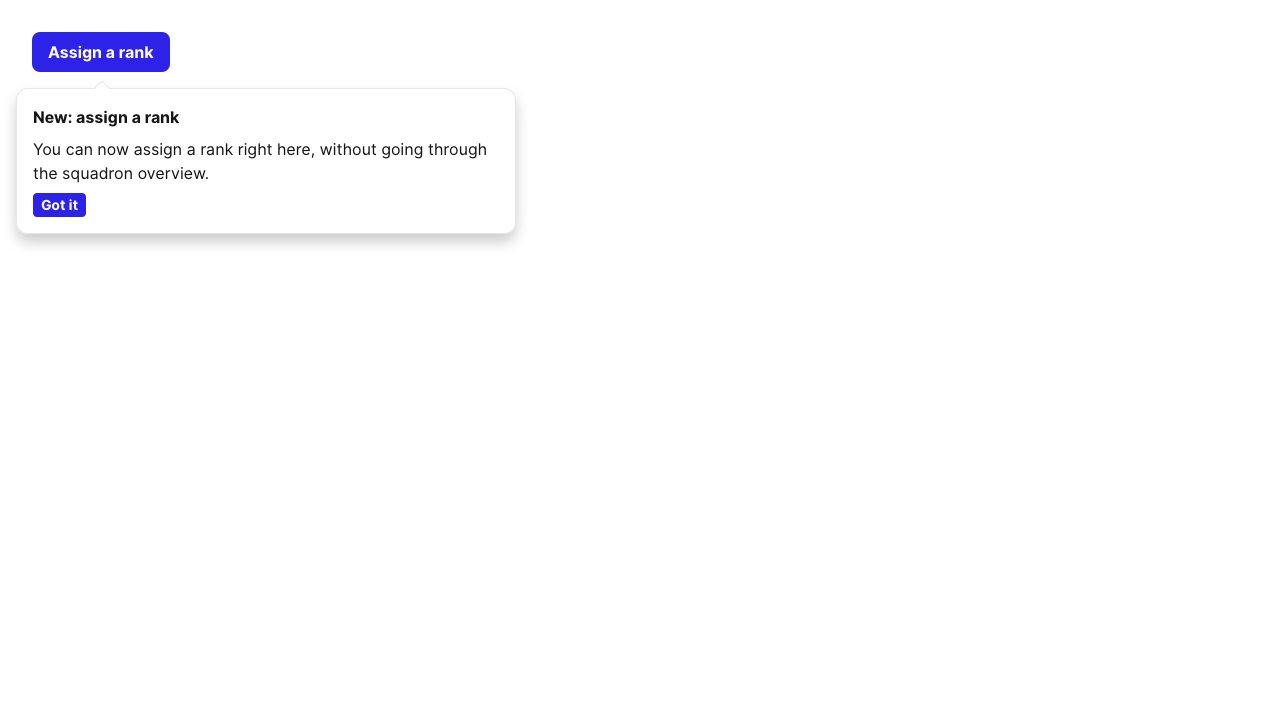 Assign a rank
New: assign a rank
You can now assign a rank right here, without going through
the squadron overview.
Got it